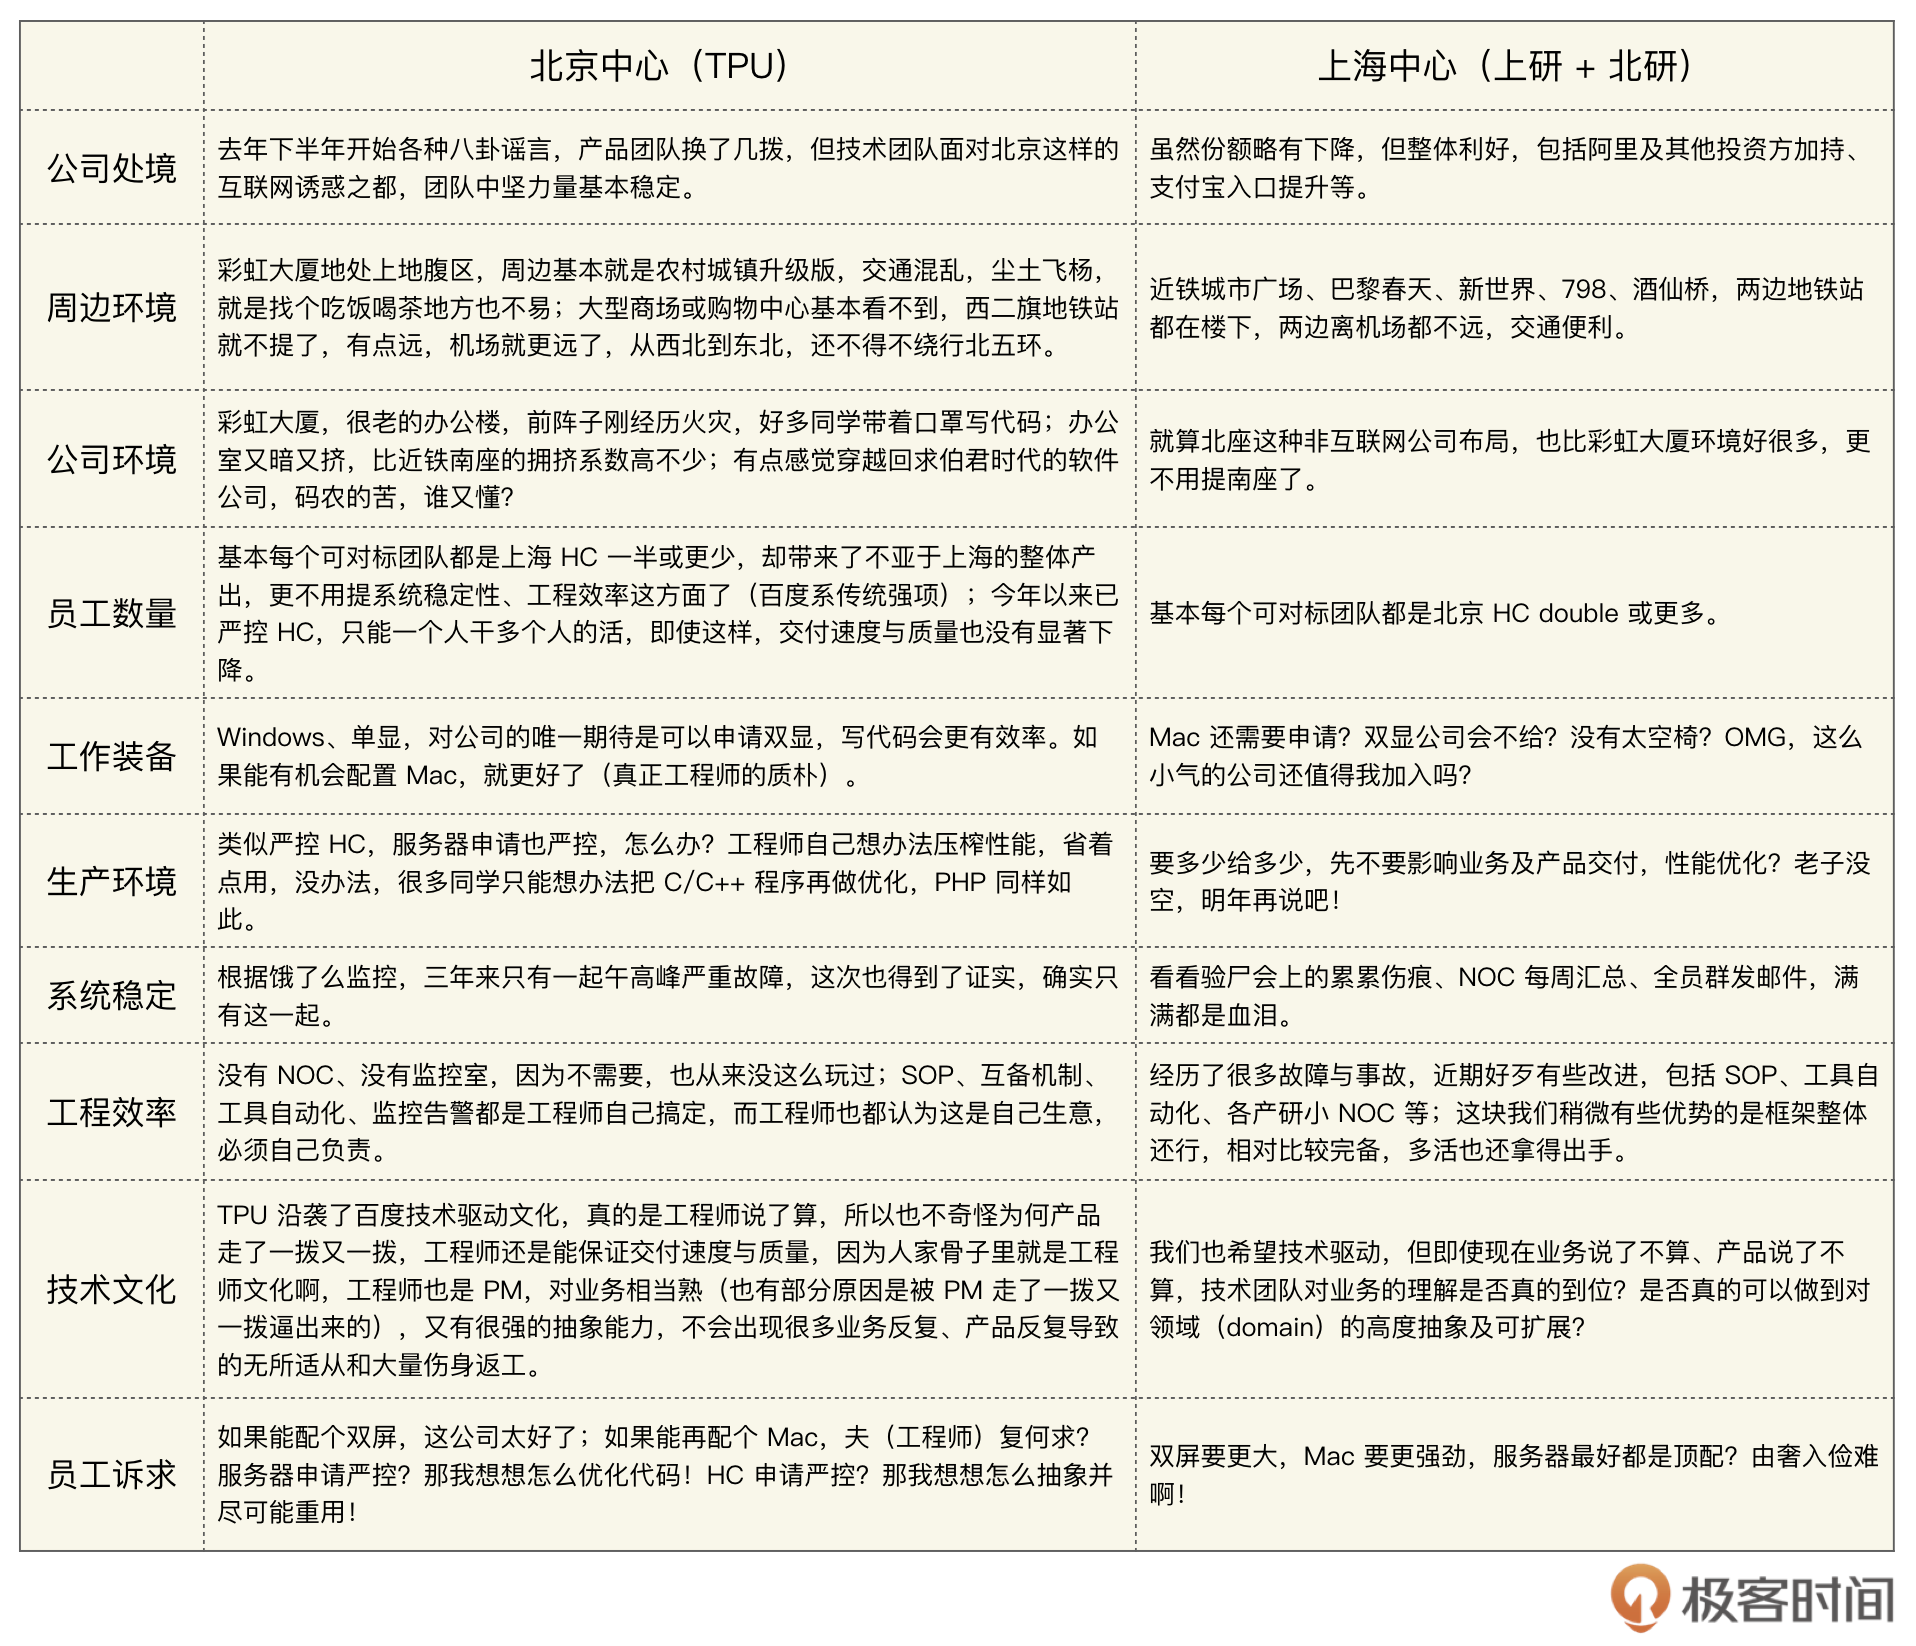 北京中心（TPU）
上海中心（上研 + 北研）
公司处境
去年下半年开始各种八卦谣言，产品团队换了几拨，但技术团队面对北京这样的
互联网诱惑之都，团队中坚力量基本稳定。
虽然份额略有下降，但整体利好，包括阿里及其他投资方加持、
支付宝入口提升等。
周边环境
彩虹大厦地处上地腹区，周边基本就是农村城镇升级版，交通混乱，尘土飞杨，
就是找个吃饭喝茶地方也不易；大型商场或购物中心基本看不到，西二旗地铁站
就不提了，有点远，机场就更远了，从西北到东北，还不得不绕行北五环。
近铁城市广场、巴黎春天、新世界、798、酒仙桥，两边地铁站
都在楼下，两边离机场都不远，交通便利。
公司环境
彩虹大厦，很老的办公楼，前阵子刚经历火灾，好多同学带着口罩写代码；办公
室又暗又挤，比近铁南座的拥挤系数高不少；有点感觉穿越回求伯君时代的软件
公司，码农的苦，谁又懂？
就算北座这种非互联网公司布局，也比彩虹大厦环境好很多，更
不用提南座了。
员工数量
基本每个可对标团队都是上海 HC 一半或更少，却带来了不亚于上海的整体产
出，更不用提系统稳定性、工程效率这方面了（百度系传统强项）；今年以来已
严控 HC，只能一个人干多个人的活，即使这样，交付速度与质量也没有显著下
降。
基本每个可对标团队都是北京 HC double 或更多。
工作装备
Windows、单显，对公司的唯一期待是可以申请双显，写代码会更有效率。如
果能有机会配置 Mac，就更好了（真正工程师的质朴）。
Mac 还需要申请？双显公司会不给？没有太空椅？OMG，这么
小气的公司还值得我加入吗？
生产环境
类似严控 HC，服务器申请也严控，怎么办？工程师自己想办法压榨性能，省着
点用，没办法，很多同学只能想办法把 C/C++ 程序再做优化，PHP 同样如
此。
要多少给多少，先不要影响业务及产品交付，性能优化？老子没
空，明年再说吧！
系统稳定
根据饿了么监控，三年来只有一起午高峰严重故障，这次也得到了证实，确实只
有这一起。
看看验尸会上的累累伤痕、NOC 每周汇总、全员群发邮件，满
满都是血泪。
工程效率
没有 NOC、没有监控室，因为不需要，也从来没这么玩过；SOP、互备机制、
工具自动化、监控告警都是工程师自己搞定，而工程师也都认为这是自己生意，
必须自己负责。
经历了很多故障与事故，近期好歹有些改进，包括 SOP、工具自
动化、各产研小 NOC 等；这块我们稍微有些优势的是框架整体
还行，相对比较完备，多活也还拿得出手。
技术文化
TPU 沿袭了百度技术驱动文化，真的是工程师说了算，所以也不奇怪为何产品
走了一拨又一拨，工程师还是能保证交付速度与质量，因为人家骨子里就是工程
师文化啊，工程师也是 PM，对业务相当熟（也有部分原因是被 PM 走了一拨又
一拨逼出来的），又有很强的抽象能力，不会出现很多业务反复、产品反复导致
的无所适从和大量伤身返工。
我们也希望技术驱动，但即使现在业务说了不算、产品说了不
算，技术团队对业务的理解是否真的到位？是否真的可以做到对
领域（domain）的高度抽象及可扩展？
员工诉求
如果能配个双屏，这公司太好了；如果能再配个 Mac，夫（工程师）复何求？
服务器申请严控？那我想想怎么优化代码！HC 申请严控？那我想想怎么抽象并
尽可能重用！
双屏要更大，Mac 要更强劲，服务器最好都是顶配？由奢入俭难
啊！
极客时间